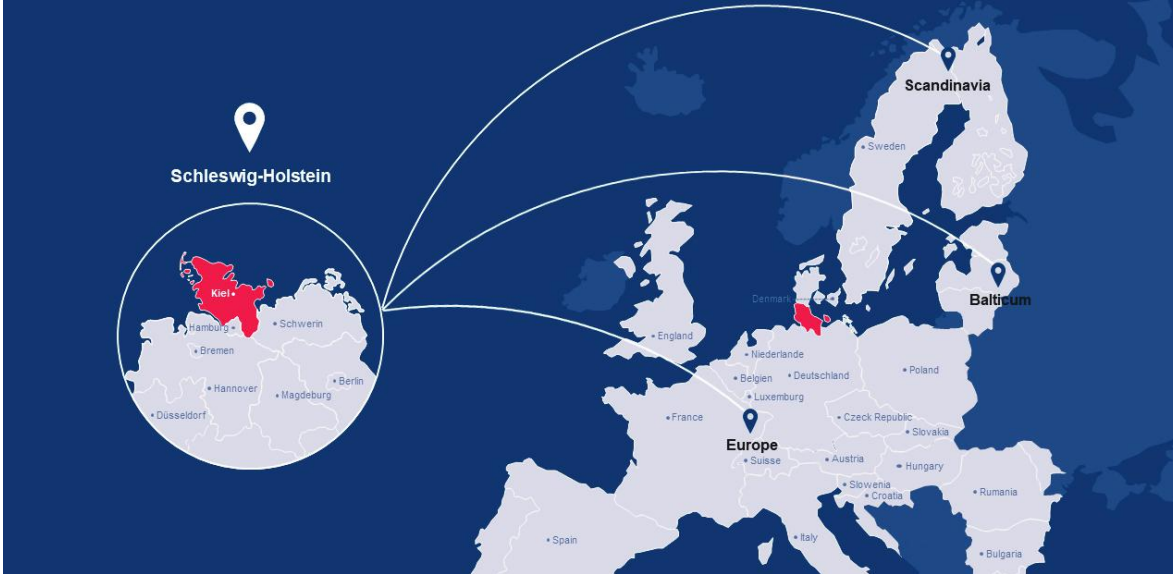 Schleswig-Holstein
Kiel
Hamburg
Schwerin
Bremen
Berlin
Hannover
Magdeburg
Düsseldorf
Scandinavia
Sweden
Balticum
Denmark
England
Niederlande
Deutschland
Belgien
Poland
Luxemburg
France
Czeck Republic
Slovakia
Europe
Suisse
Austria
Hungary
Slowenia
Croatia
Rumania
Spain
Italy
Bulgaria